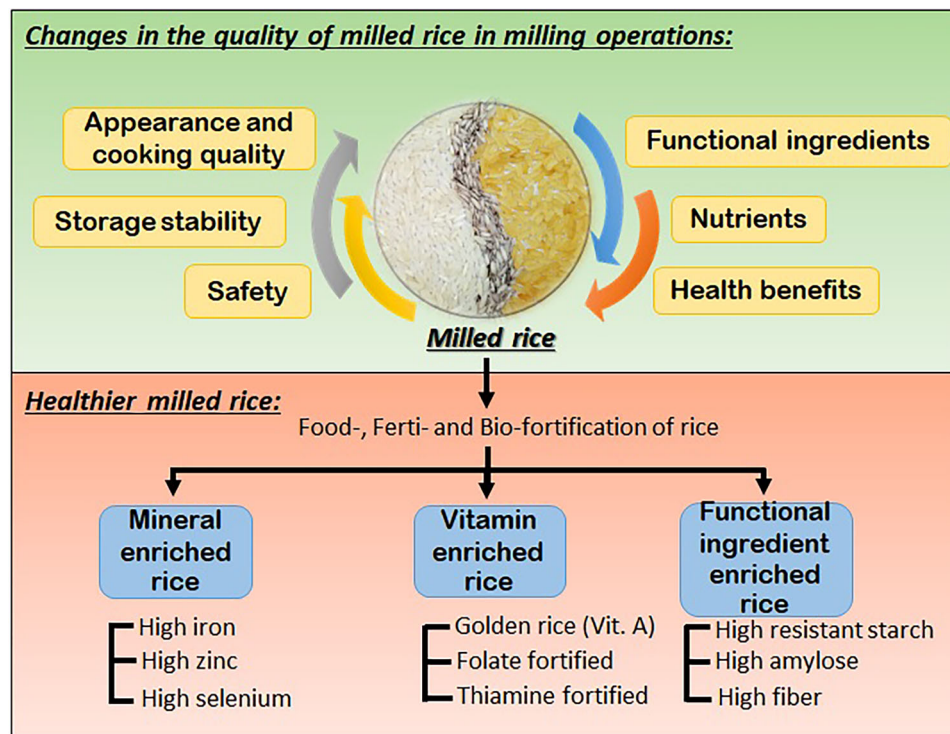 Changes in the quality of milled rice in milling operations:
Appearance and
cooking quality
Storage stability
Safety
Functional ingredients
Nutrients
Health benefits
Milled rice
Healthier milled rice:
Food-, Ferti- and Bio-fortification of rice
Mineral
enriched
rice
High iron
High zinc
High selenium
Vitamin
enriched
rice
Golden rice (Vit. A)
Folate fortified
Thiamine fortified
Functional
ingredient
enriched
rice
High resistant starch
High amylose
High fiber